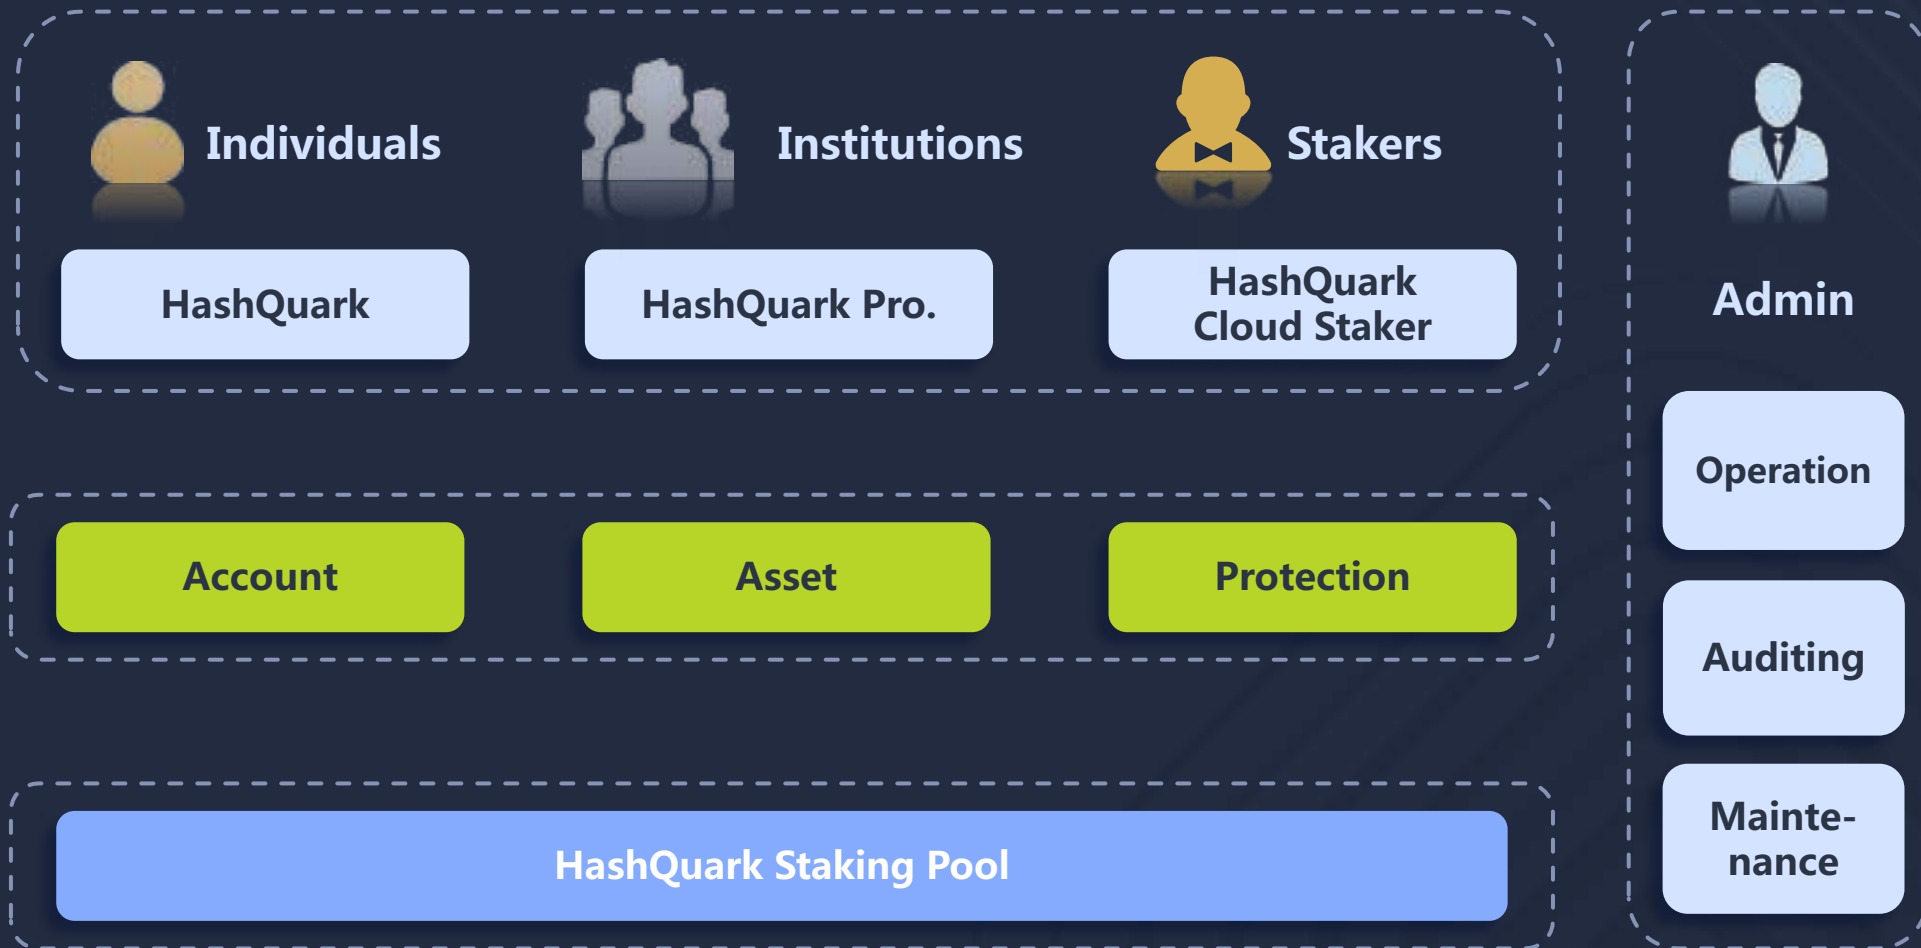 Individuals
Institutions
Stakers
HashQuark
HashQuark Pro.
HashQuark
Cloud Staker
Account
Asset
Protection
HashQuark Staking Pool
Admin
Operation
Auditing
Mainte-
nance